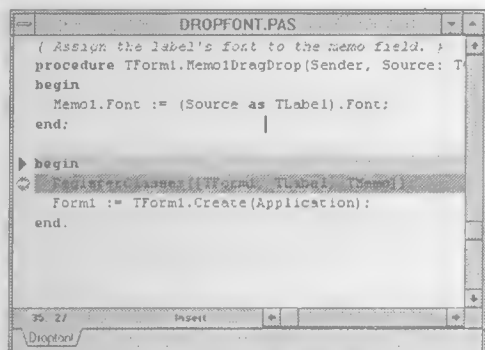 DROPFONT.PAS
{ Assign the label's font to the memo field. }
procedure TForm1.Memo1DragDrop(Sender, Source: T
begin
Memo1.Font := (Source as TLabel).Font;
end;
begin
RegisterClasses([TForm1, TLabel, TMemo])
Form1 := TForm1.Create(Application);
end.
35: 27 Insert
Dropfont